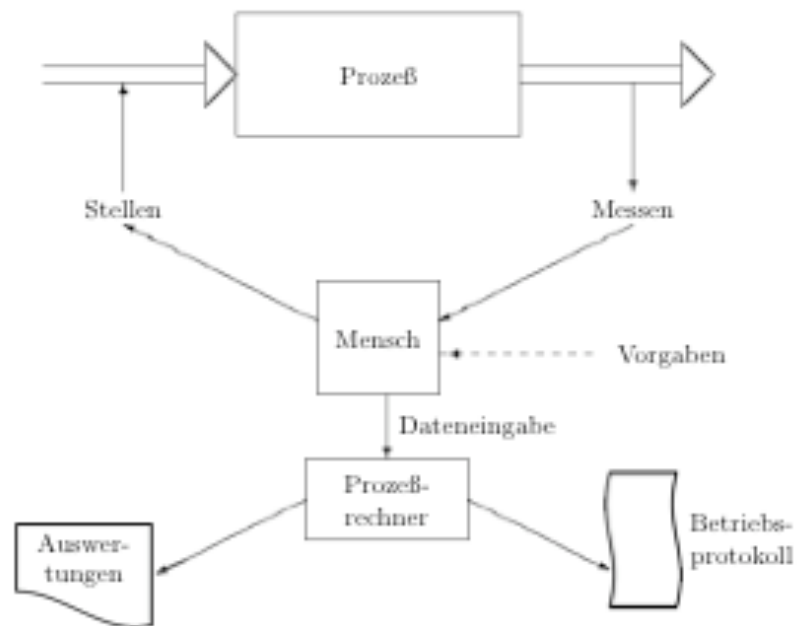 Prozeß
Stellen
Messen
Mensch
Vorgaben
Dateneingabe
Prozeß-
rechner
Auswer-
tungen
Betriebs-
protokoll